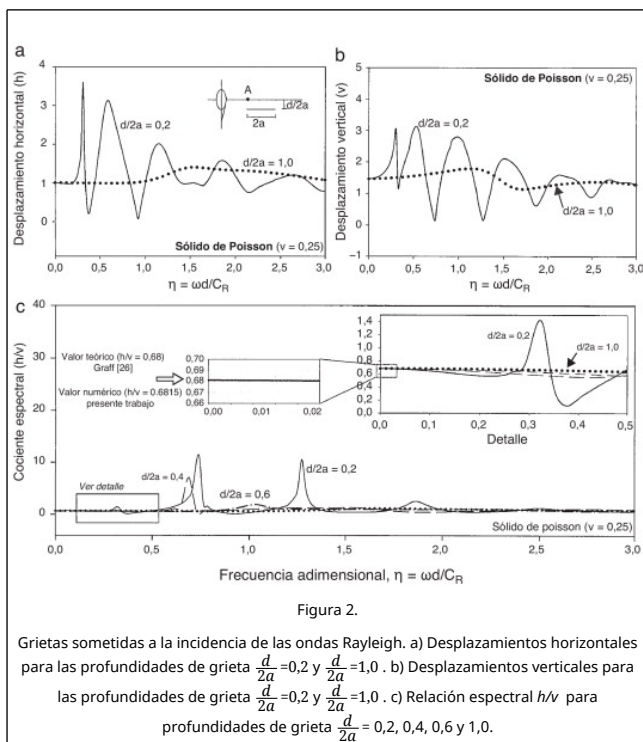 a
Desplazamiento horizontal (h)
4
3
2
1
0
d/2a = 0,2
d/2a = 1,0
A
d/2a
2a
Sólido de Poisson (v = 0,25)
0,0 0,5 1,0 1,5 2,0 2,5 3,0
η = ωd/C_R
b
Desplazamiento vertical (v)
5
4
3
2
1
0
−1
Sólido de Poisson (v = 0,25)
d/2a = 0,2
d/2a = 1,0
0,0 0,5 1,0 1,5 2,0 2,5 3,0
η = ωd/C_R
c
Cociente espectral (h/v)
40
30
20
10
0
Valor teórico (h/v = 0,68)
Graff [26]
Valor numérico (h/v = 0.6815)
presente trabajo
0,70
0,69
0,68
0,67
0,66
0.00 0,01 0,02
1,4
1,2
1,0
0,8
0,6
0,4
0,2
0,0
d/2a = 0,2
d/2a = 1,0
0,0 0,1 0,2 0,3 0,4 0,5
Detalle
Ver detalle
d/2a = 0,4
d/2a = 0,6
d/2a = 0,2
Sólido de poisson (v = 0,25)
0,0 0,5 1,0 1,5 2,0 2,5 3,0
Frecuencia adimensional, η = ωd/C_R
Figura 2.
Grietas sometidas a la incidencia de las ondas Rayleigh. a) Desplazamientos horizontales
para las profundidades de grieta d/2a =0,2 y d/2a =1,0 . b) Desplazamientos verticales para
las profundidades de grieta d/2a =0,2 y d/2a =1,0 . c) Relación espectral h/v para
profundidades de grieta d/2a = 0,2, 0,4, 0,6 y 1,0.